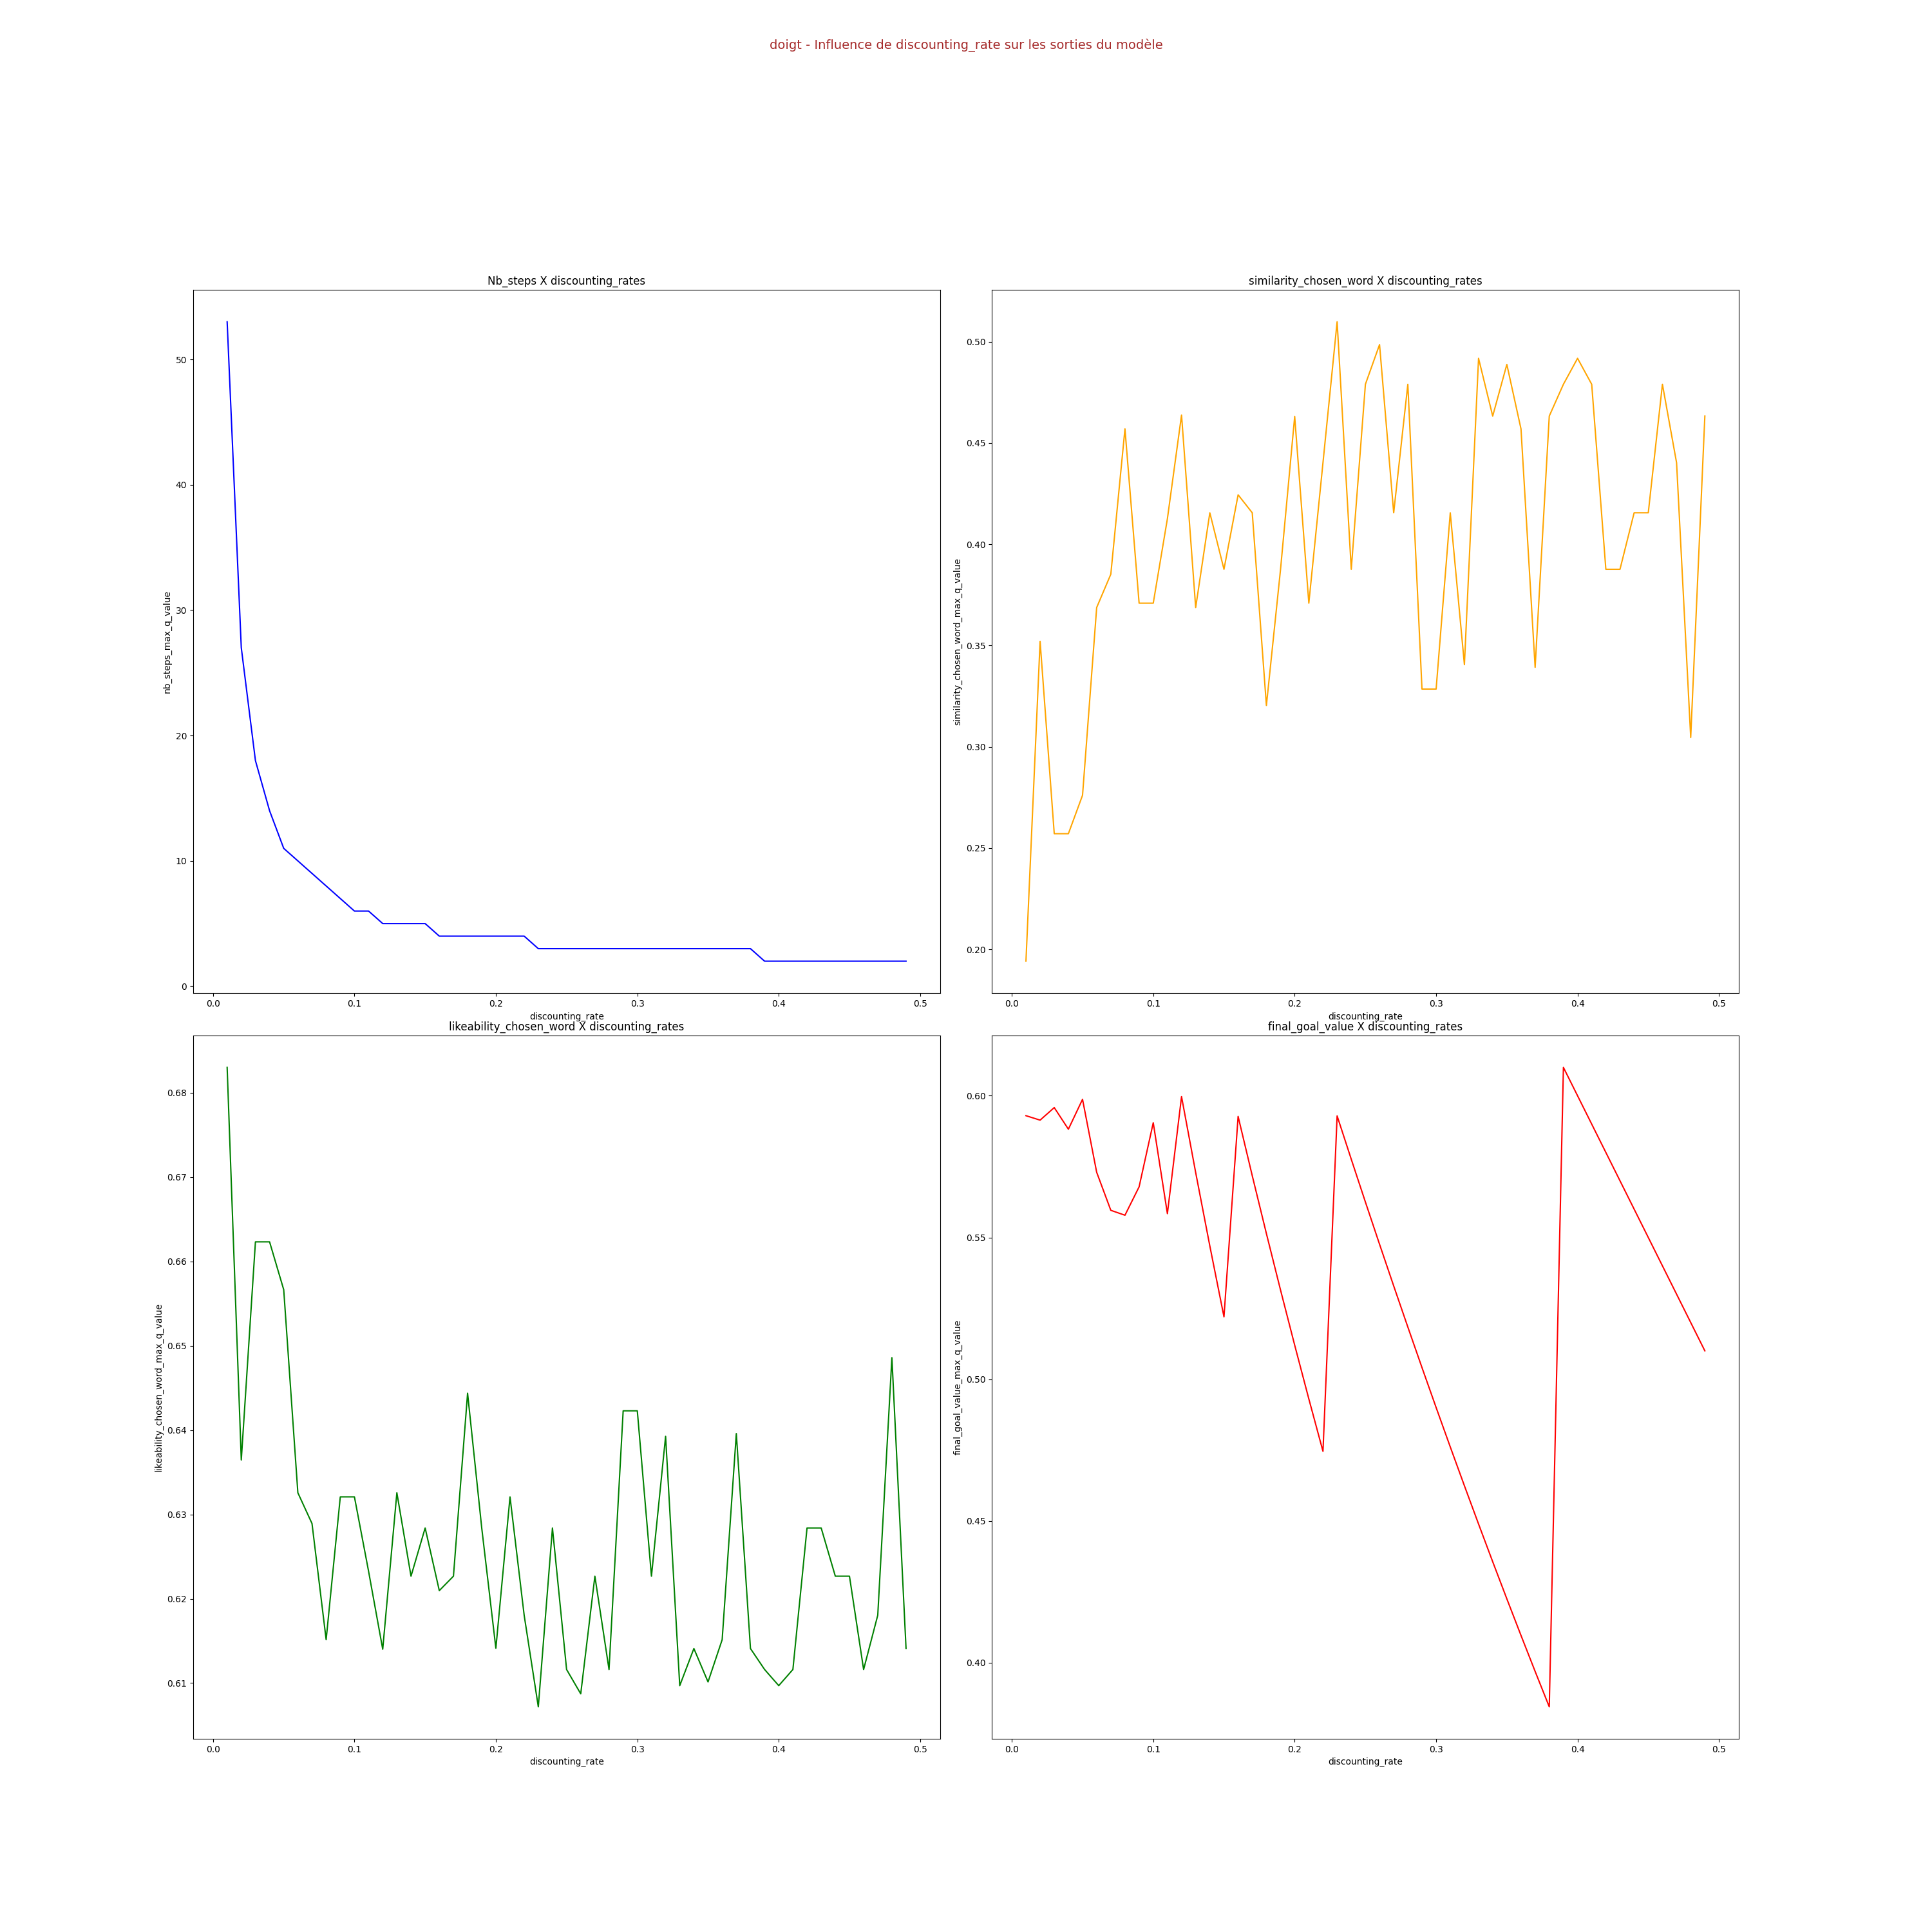 doigt - Influence de discounting_rate sur les sorties du modèle
Nb_steps X discounting_rates
nb_steps_max_q_value
50
40
30
20
10
0
0.0 0.1 0.2 0.3 0.4 0.5
discounting_rate
similarity_chosen_word X discounting_rates
similarity_chosen_word_max_q_value
0.50
0.45
0.40
0.35
0.30
0.25
0.20
0.0 0.1 0.2 0.3 0.4 0.5
discounting_rate
likeability_chosen_word X discounting_rates
likeability_chosen_word_max_q_value
0.68
0.67
0.66
0.65
0.64
0.63
0.62
0.61
0.0 0.1 0.2 0.3 0.4 0.5
discounting_rate
final_goal_value X discounting_rates
final_goal_value_max_q_value
0.60
0.55
0.50
0.45
0.40
0.0 0.1 0.2 0.3 0.4 0.5
discounting_rate